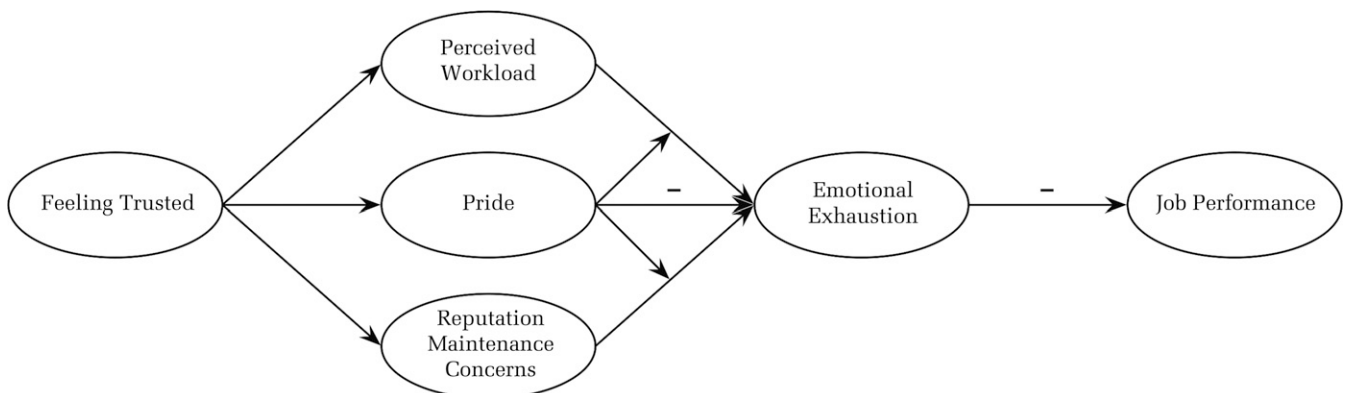 Perceived
Workload
Feeling Trusted
Pride
–
Emotional
Exhaustion
–
Job Performance
Reputation
Maintenance
Concerns